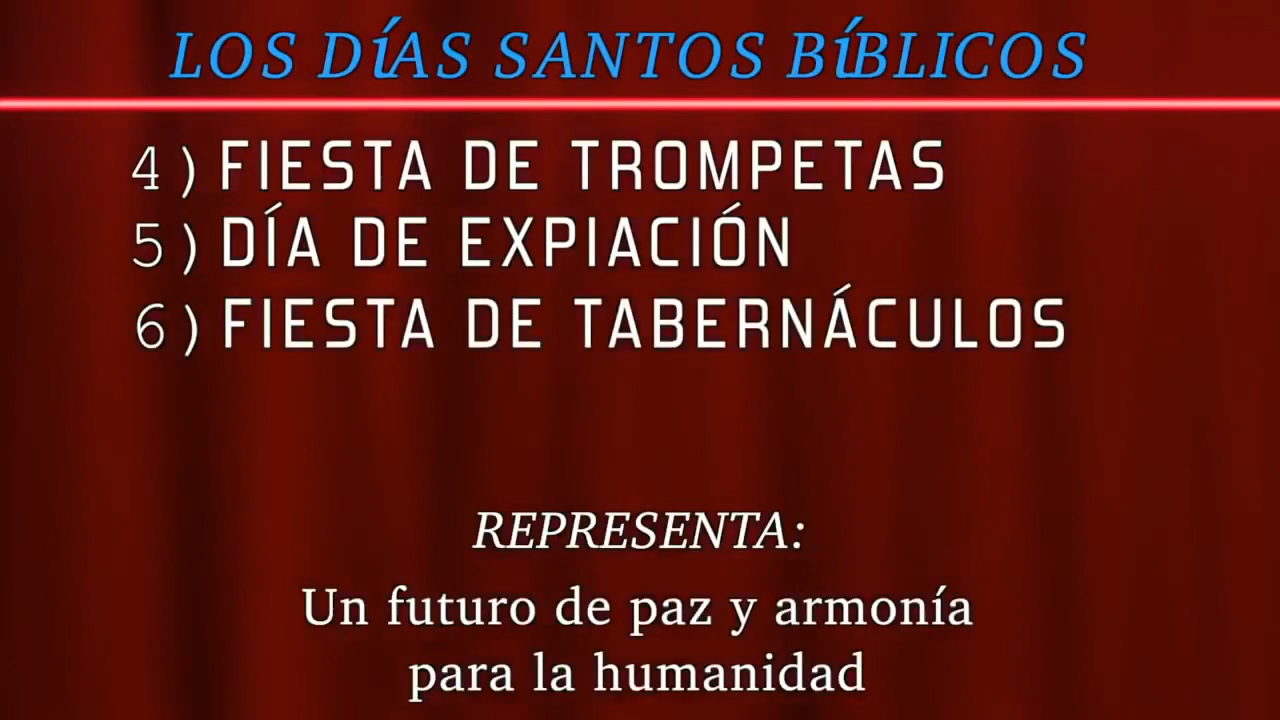 LOS DÍAS SANTOS BÍBLICOS
4) FIESTA DE TROMPETAS
5) DÍA DE EXPIACIÓN
6) FIESTA DE TABERNÁCULOS
REPRESENTA:
Un futuro de paz y armonía
para la humanidad